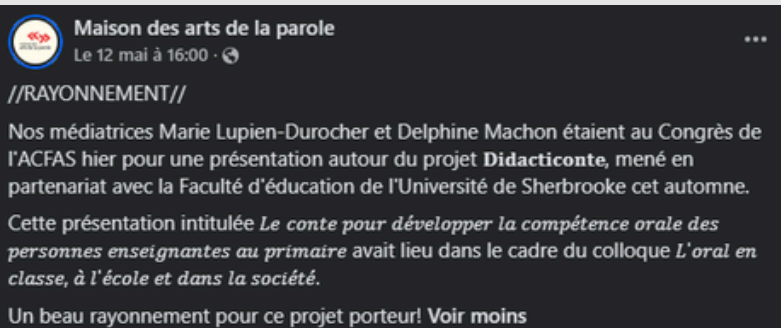 Maison des arts de la parole
Le 12 mai à 16:00 ·
//RAYONNEMENT//
Nos médiatrices Marie Lupien-Durocher et Delphine Machon étaient au Congrès de
l'ACFAS hier pour une présentation autour du projet Didacticonte, mené en
partenariat avec la Faculté d'éducation de l'Université de Sherbrooke cet automne.
Cette présentation intitulée Le conte pour développer la compétence orale des
personnes enseignantes au primaire avait lieu dans le cadre du colloque L'oral en
classe, à l'école et dans la société.
Un beau rayonnement pour ce projet porteur! Voir moins